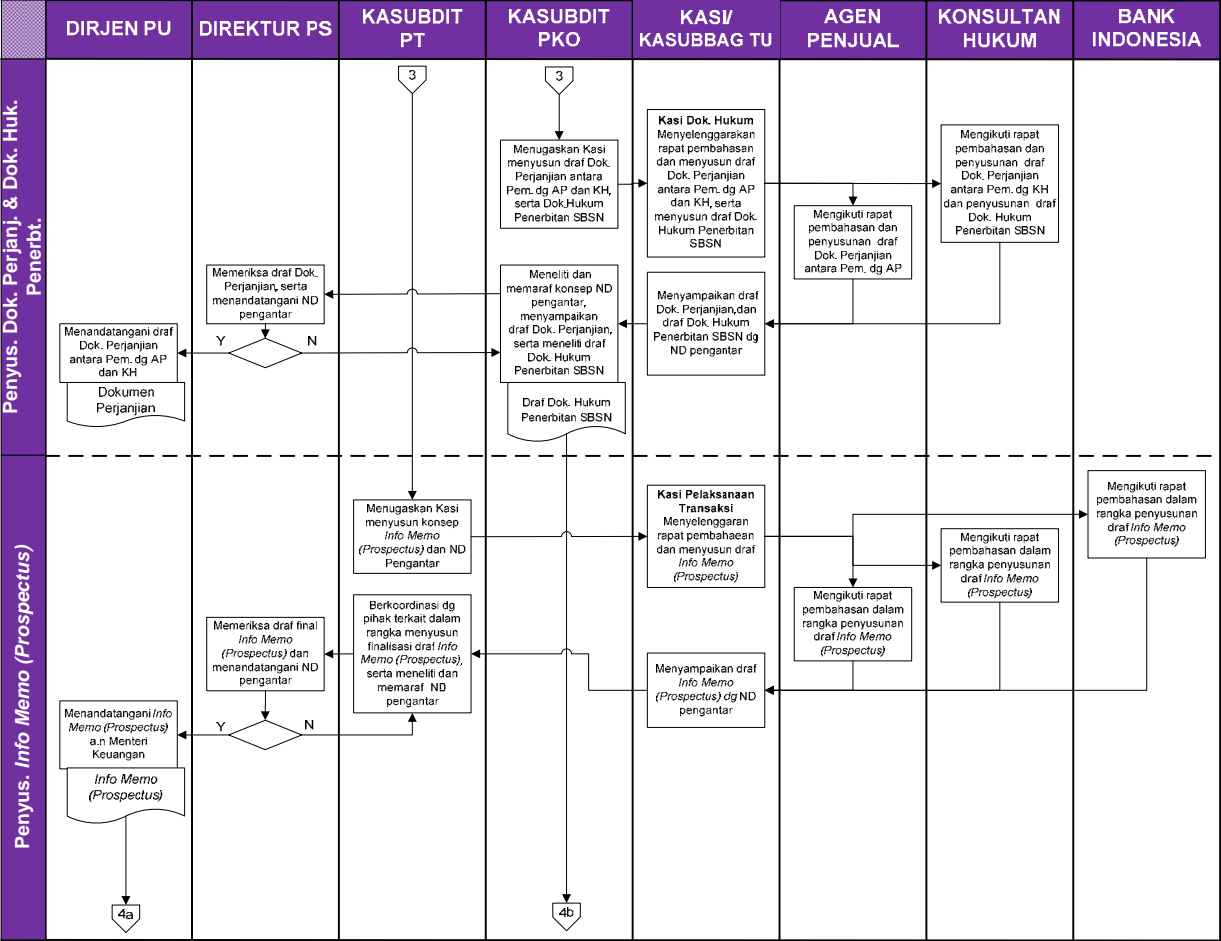 DIRJEN PU
DIREKTUR PS
KASUBDIT
PT
KASUBDIT
PKO
KASI/
KASUBBAG TU
AGEN
PENJUAL
KONSULTAN
HUKUM
BANK
INDONESIA
Penyus. Dok. Perjanj. & Dok. Huk.
Penerbt.
3
3
Menugaskan Kasi
menyusun draf Dok.
Perjanjian antara
Pem. dg AP dan KH,
serta Dok.Hukum
Penerbitan SBSN
Kasi Dok. Hukum
Menyelenggarakan
rapat pembahasan
dan menyusun draf
Dok. Perjanjian
antara Pem. dg AP
dan KH, serta
menyusun draf Dok.
Hukum Penerbitan
SBSN
Mengikuti rapat
pembahasan dan
penyusunan draf
Dok. Perjanjian
antara Pem. dg AP
Mengikuti rapat
pembahasan dan
penyusunan draf
Dok. Perjanjian
antara Pem. dg KH
dan penyusunan draf
Dok. Hukum
Penerbitan SBSN
Memeriksa draf Dok.
Perjanjian, serta
menandatangani ND
pengantar
Meneliti dan
memaraf konsep ND
pengantar,
menyampaikan
draf Dok. Perjanjian,
serta meneliti draf
Dok. Hukum
Penerbitan SBSN
Menyampaikan draf
Dok. Perjanjian,dan
draf Dok. Hukum
Penerbitan SBSN dg
ND pengantar
Y
N
Menandatangani draf
Dok. Perjanjian
antara Pem. dg AP
dan KH
Dokumen
Perjanjian
Draf Dok. Hukum
Penerbitan SBSN
Penyus. Info Memo (Prospectus)
Menugaskan Kasi
menyusun konsep
Info Memo
(Prospectus) dan ND
Pengantar
Kasi Pelaksanaan
Transaksi
Menyelenggaran
rapat pembahaean
dan menyusun draf
Info Memo
(Prospectus)
Mengikuti rapat
pembahasan dalam
rangka penyusunan
draf Info Memo
(Prospectus)
Mengikuti rapat
pembahasan dalam
rangka penyusunan
draf Info Memo
(Prospectus)
Mengikuti rapat
pembahasan dalam
rangka penyusunan
draf Info Memo
(Prospectus)
Memeriksa draf final
Info Memo
(Prospectus) dan
menandatangani ND
pengantar
Berkoordinasi dg
pihak terkait dalam
rangka menyusun
finalisasi draf Info
Memo (Prospectus),
serta meneliti dan
memaraf ND
pengantar
Menyampaikan draf
Info Memo
(Prospectus) dg ND
pengantar
Y
N
Menandatangani Info
Memo (Prospectus)
a.n Menteri
Keuangan
Info Memo
(Prospectus)
4a
4b